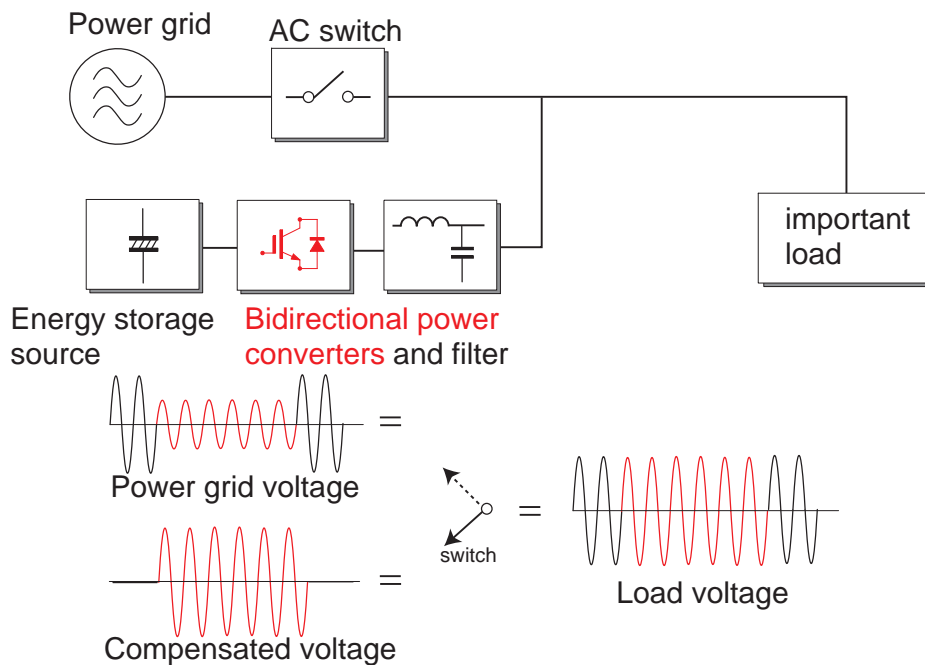 Power grid
AC switch
important
load
Energy storage
source
Bidirectional power
converters and filter
=
Power grid voltage
switch
=
Load voltage
=
Compensated voltage